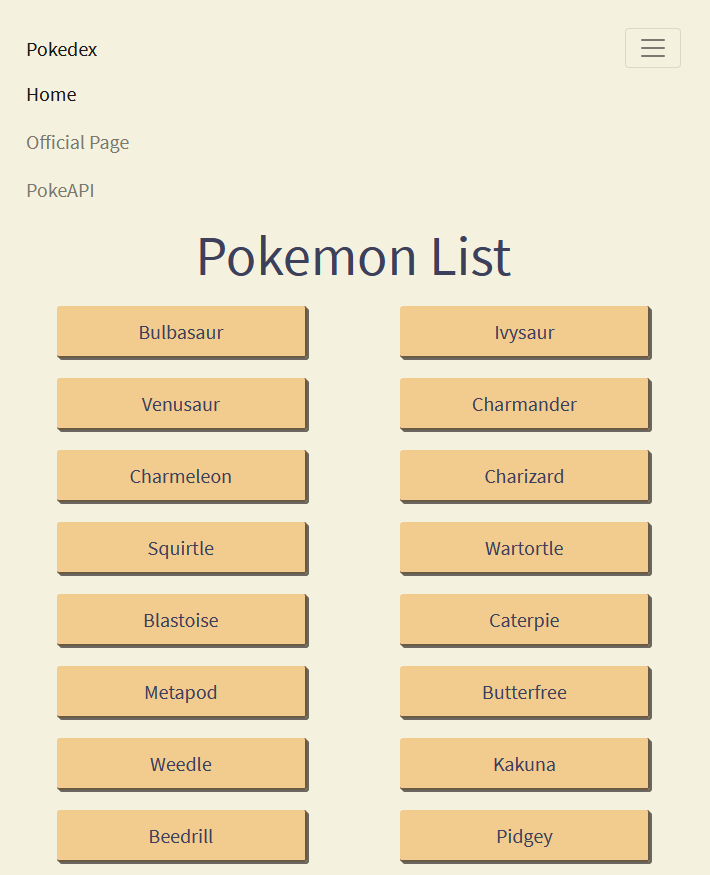 Pokedex
Home
Official Page
PokeAPI
Pokemon List
Bulbasaur
Ivysaur
Venusaur
Charmander
Charmeleon
Charizard
Squirtle
Wartortle
Blastoise
Caterpie
Metapod
Butterfree
Weedle
Kakuna
Beedrill
Pidgey